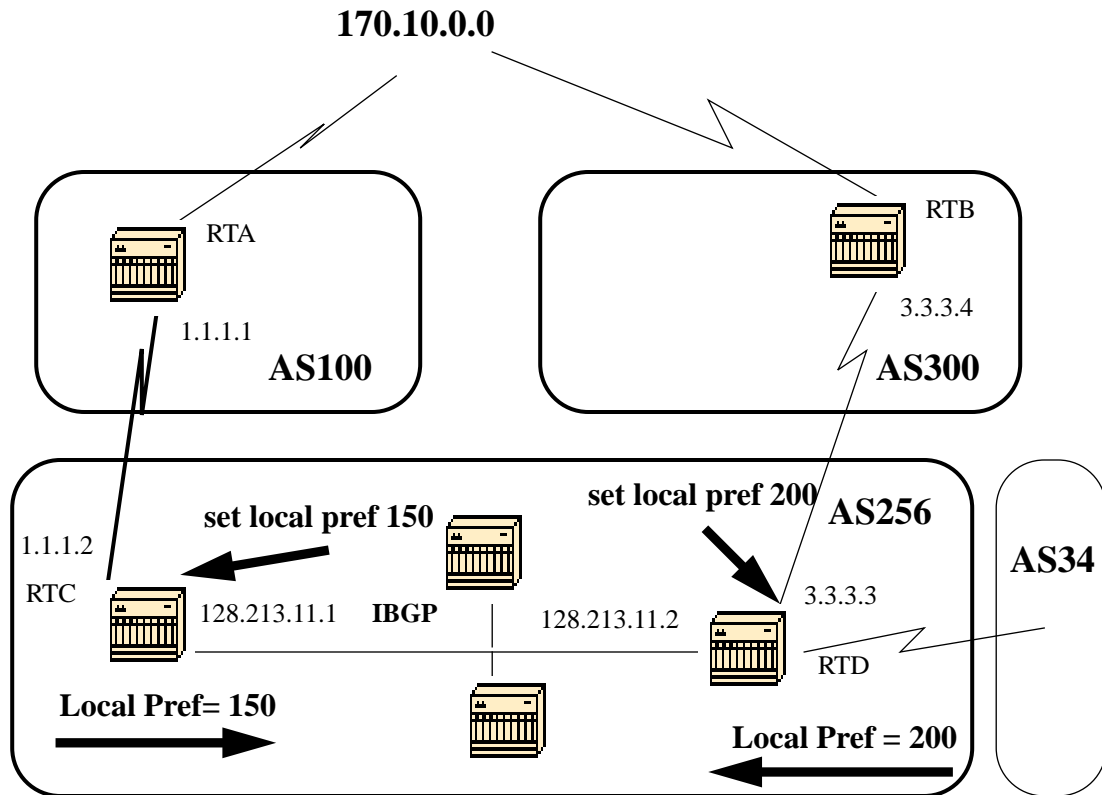 170.10.0.0
RTA
RTB
1.1.1.1
3.3.3.4
AS100
AS300
set local pref 150
set local pref 200
AS256
1.1.1.2
AS34
RTC
128.213.11.1
IBGP
128.213.11.2
3.3.3.3
RTD
Local Pref= 150
Local Pref = 200